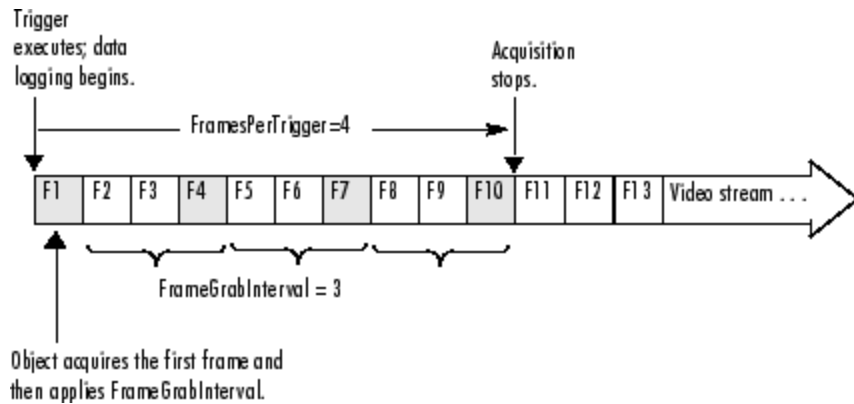 Trigger
executes; data
logging begins.
Acquisition
stops.
FramesPerTrigger=4
F1 F2 F3 F4 F5 F6 F7 F8 F9 F10 F11 F12 F13 Video stream . . .
FrameGrabInterval = 3
Object acquires the first frame and
then applies FrameGrabInterval.